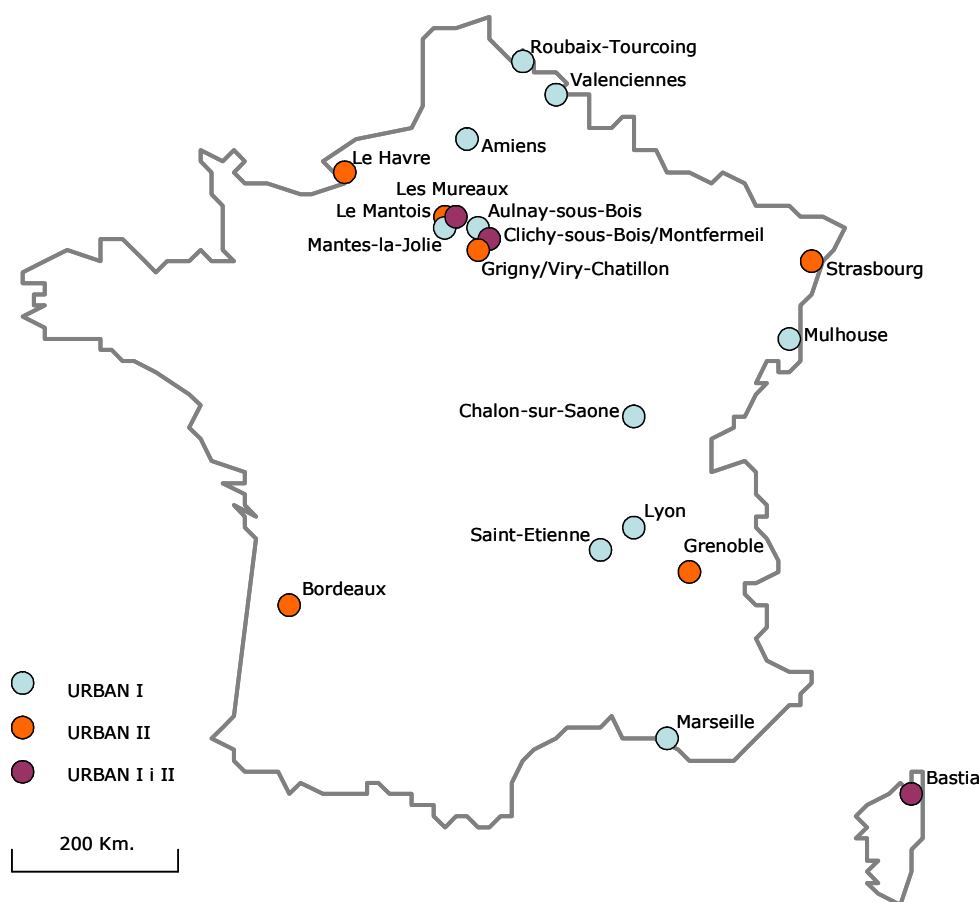 Roubaix-Tourcoing
Valenciennes
Amiens
Le Havre
Les Mureaux
Le Mantois
Aulnay-sous-Bois
Mantes-la-Jolie
Clichy-sous-Bois/Montfermeil
Grigny/Viry-Chatillon
Strasbourg
Mulhouse
Chalon-sur-Saone
Lyon
Saint-Etienne
Grenoble
Bordeaux
URBAN I
URBAN II
URBAN I i II
Marseille
Bastia
200 Km.